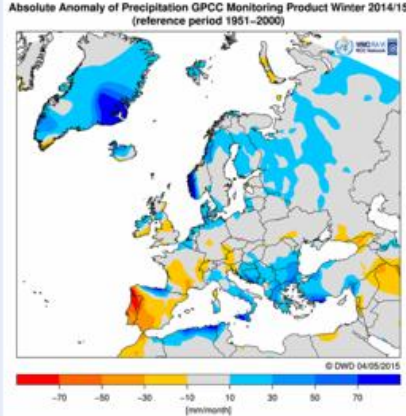 Absolute Anomaly of Precipitation GPCC Monitoring Product Winter 2014/15
(reference period 1951–2000)
© DWD 04/05/2015
−70 −50 −30 −10 10 30 50 70
[mm/month]